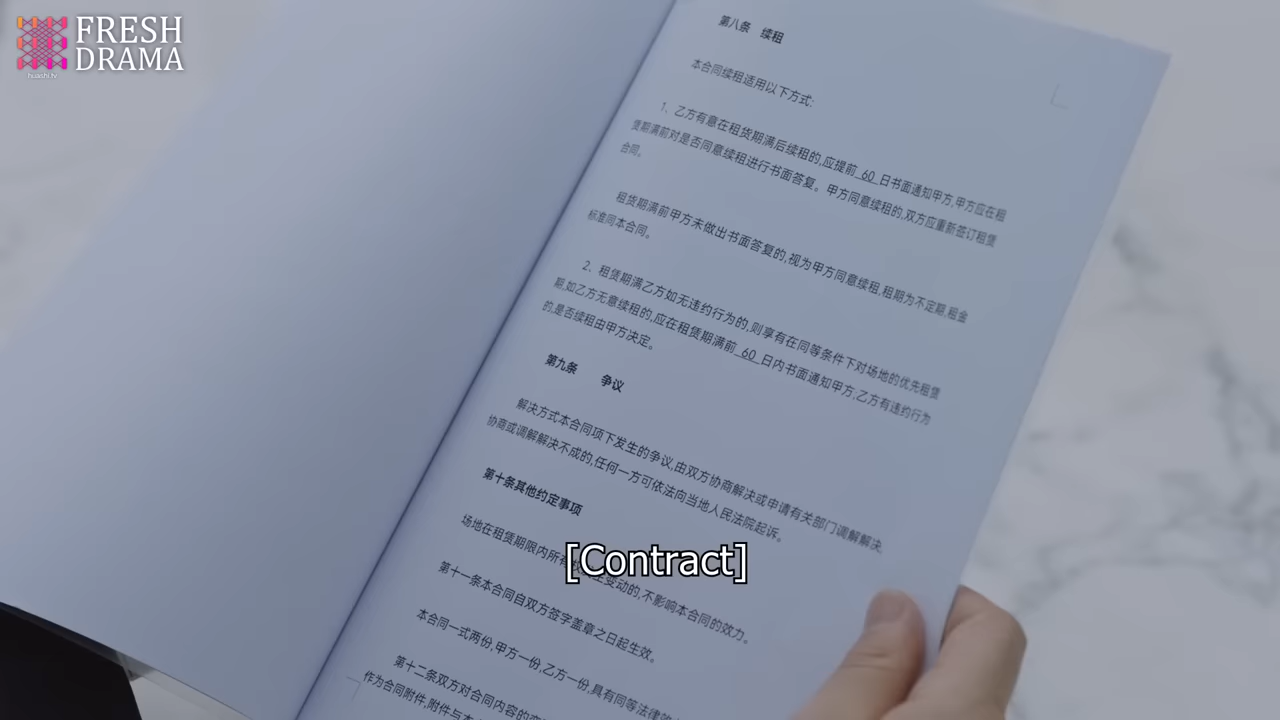 FRESH
DRAMA
huashi.tv
第八条 续租
本合同续租适用以下方式:
1、乙方有意在租赁期满后续租的,应提前 60 日书面通知甲方,甲方应在租
赁期满前对是否同意续租进行书面答复。甲方同意续租的,双方应重新签订租赁
合同。
租赁期满前甲方未做出书面答复的,视为甲方同意续租,租期为不定期,租金
标准同本合同。
2、租赁期满乙方如无违约行为的,则享有在同等条件下对场地的优先租赁
期,如乙方无意续租的,应在租赁期满前 60 日内书面通知甲方;乙方有违约行为
的,是否续租由甲方决定。
第九条 争议
解决方式本合同项下发生的争议,由双方协商解决或申请有关部门调解解决,
协商或调解解决不成的,任何一方可依法向当地人民法院起诉。
第十条其他约定事项
场地在租赁期限内所有 变动的,不影响本合同的效力。
[Contract]
第十一条本合同自双方签字盖章之日起生效。
本合同一式两份,甲方一份,乙方一份,具有同等法律
第十二条双方对合同内容的
作为合同附件,附件与本